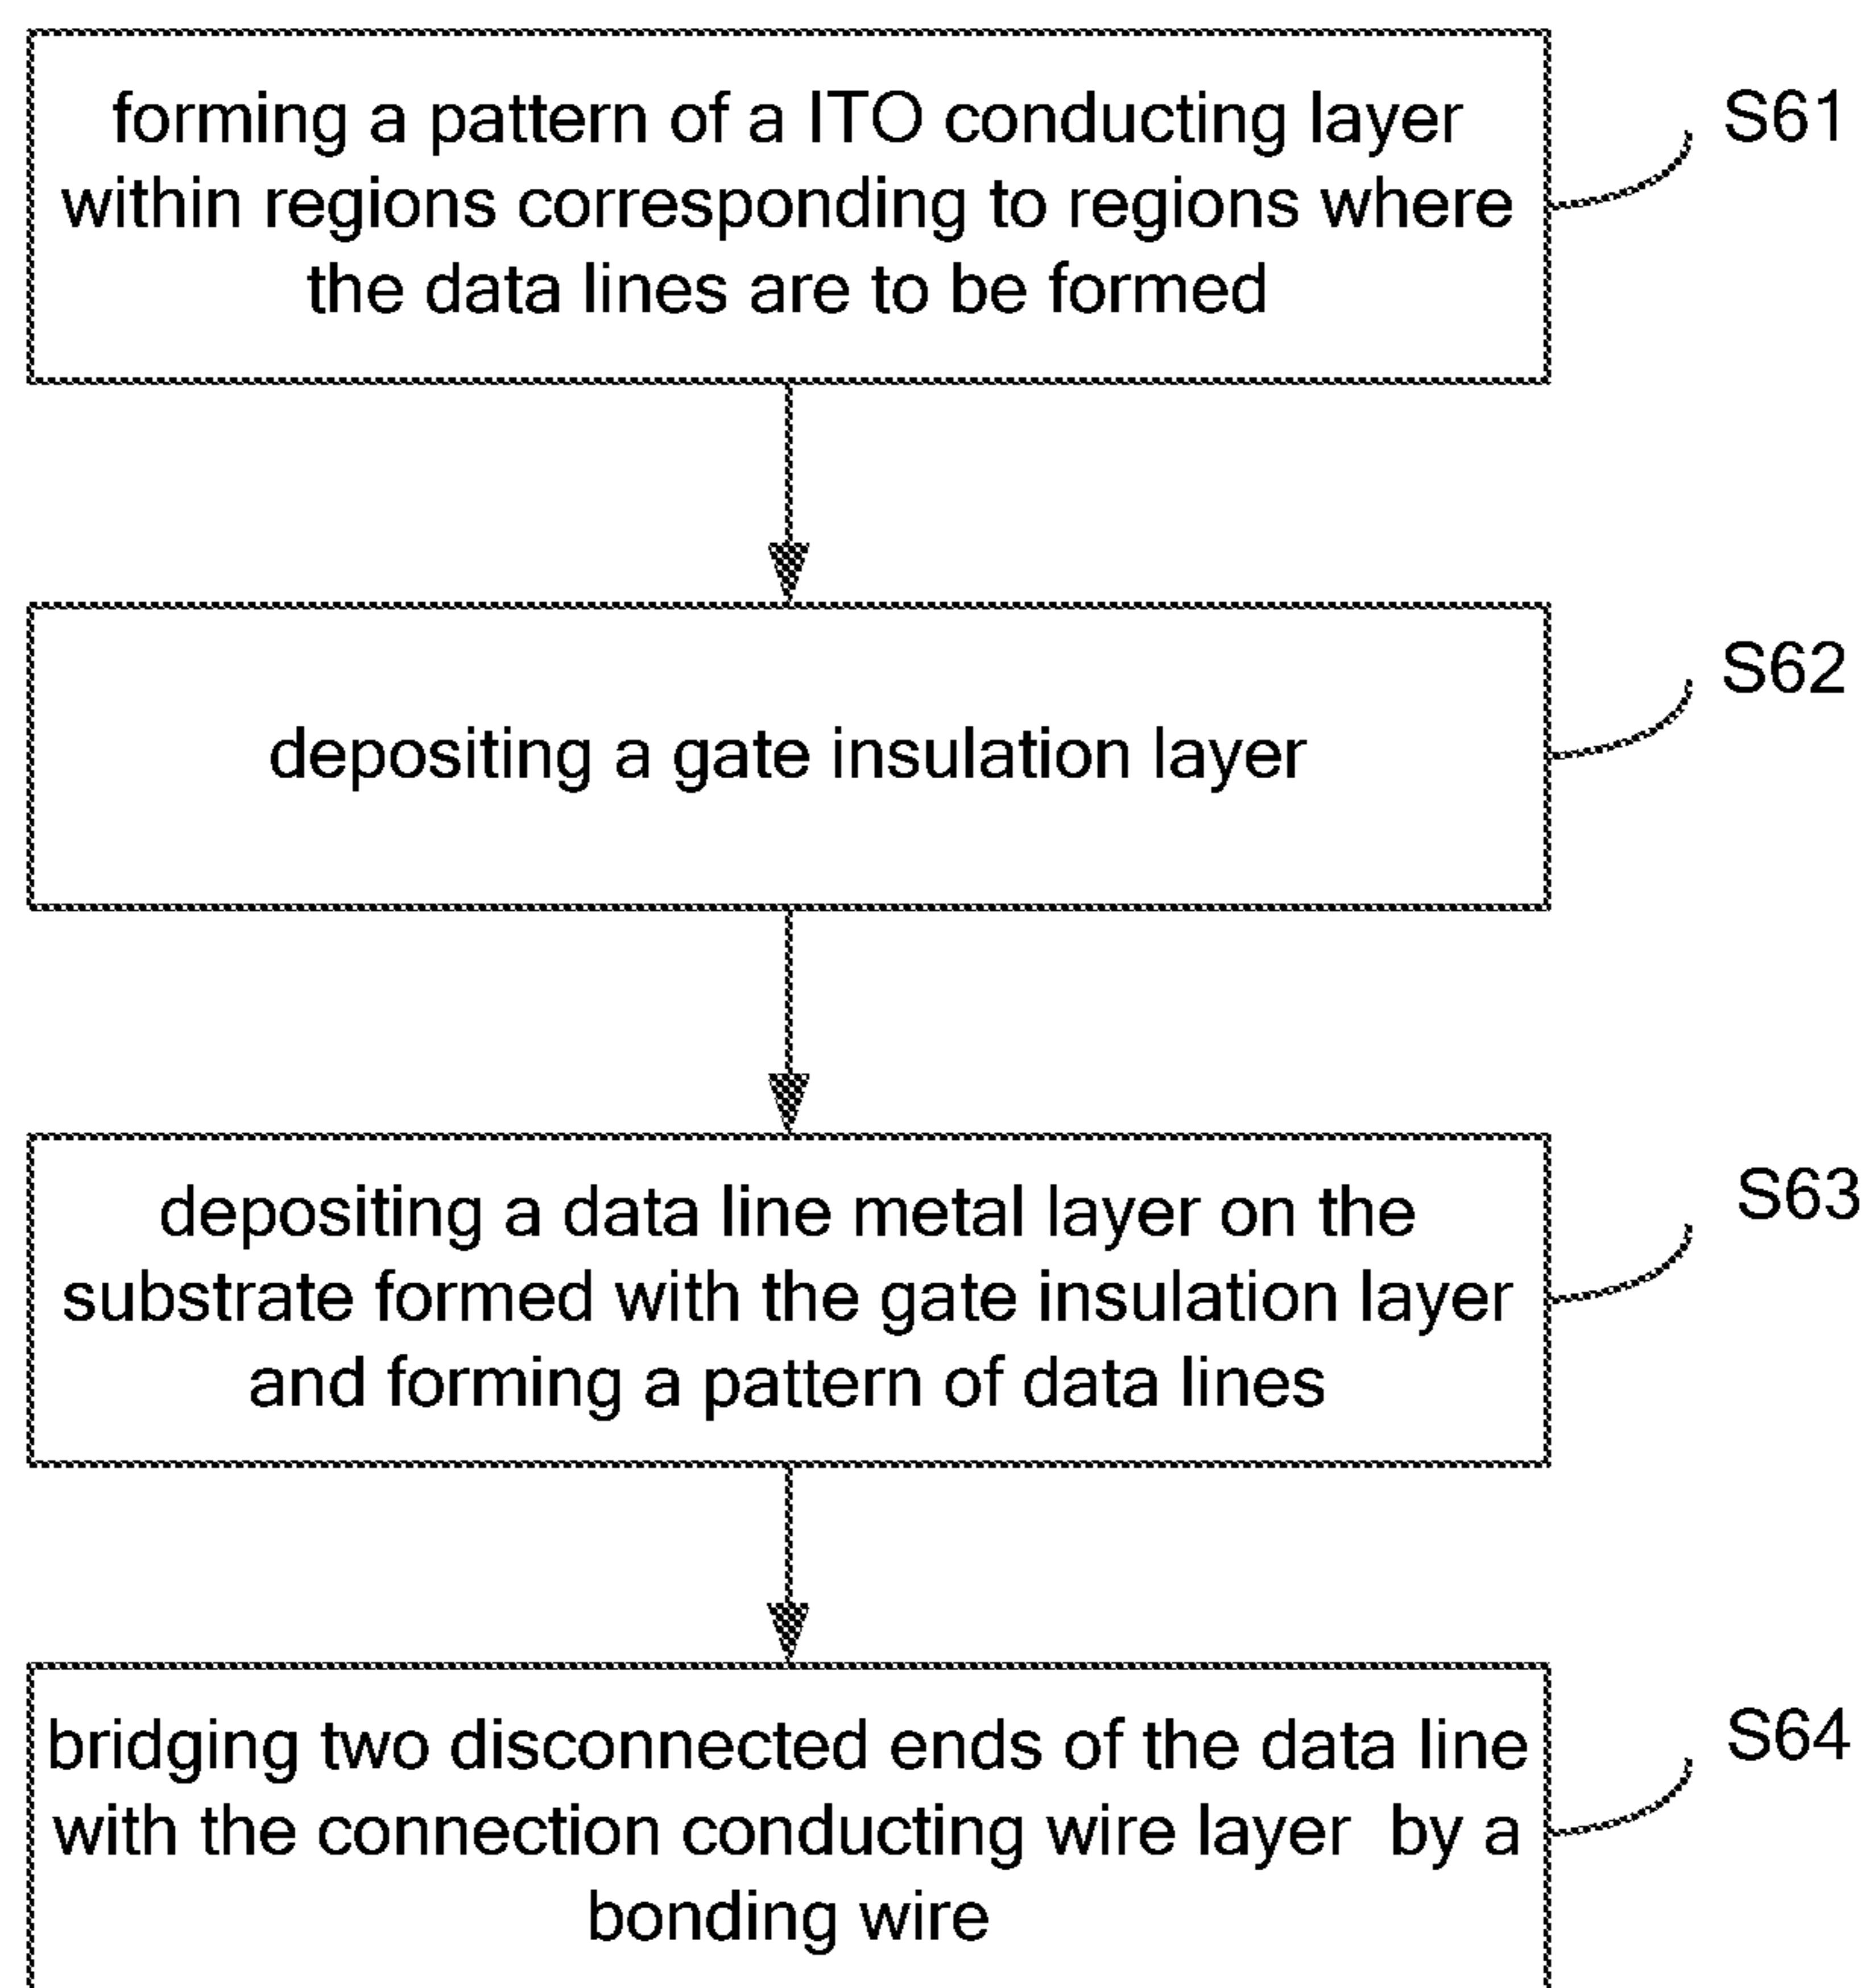 forming a pattern of a ITO conducting layer
within regions corresponding to regions where
the data lines are to be formed
S61
depositing a gate insulation layer
S62
depositing a data line metal layer on the
substrate formed with the gate insulation layer
and forming a pattern of data lines
S63
bridging two disconnected ends of the data line
with the connection conducting wire layer by a
bonding wire
S64